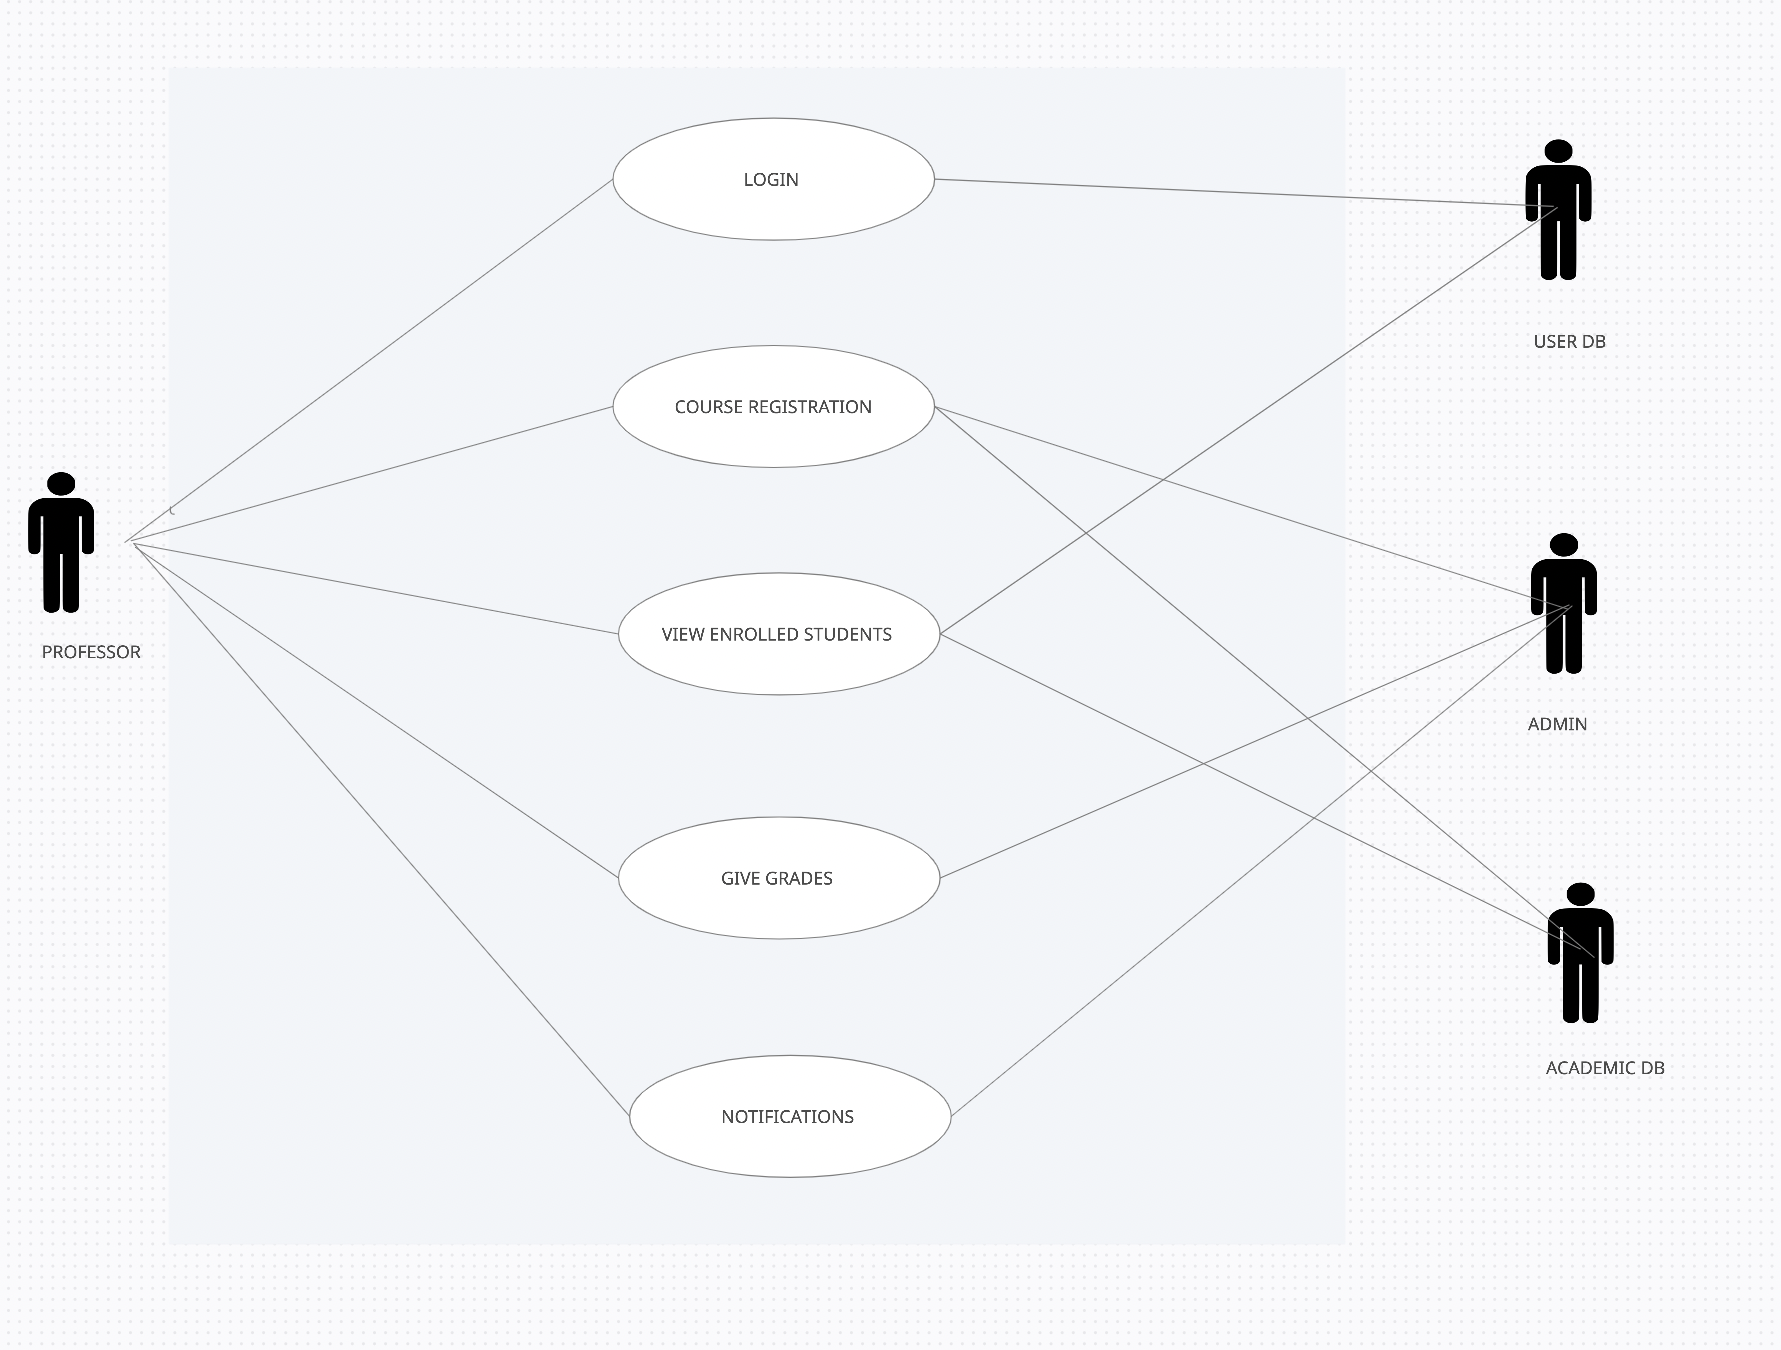 LOGIN
USER DB
COURSE REGISTRATION
PROFESSOR
VIEW ENROLLED STUDENTS
ADMIN
GIVE GRADES
ACADEMIC DB
NOTIFICATIONS